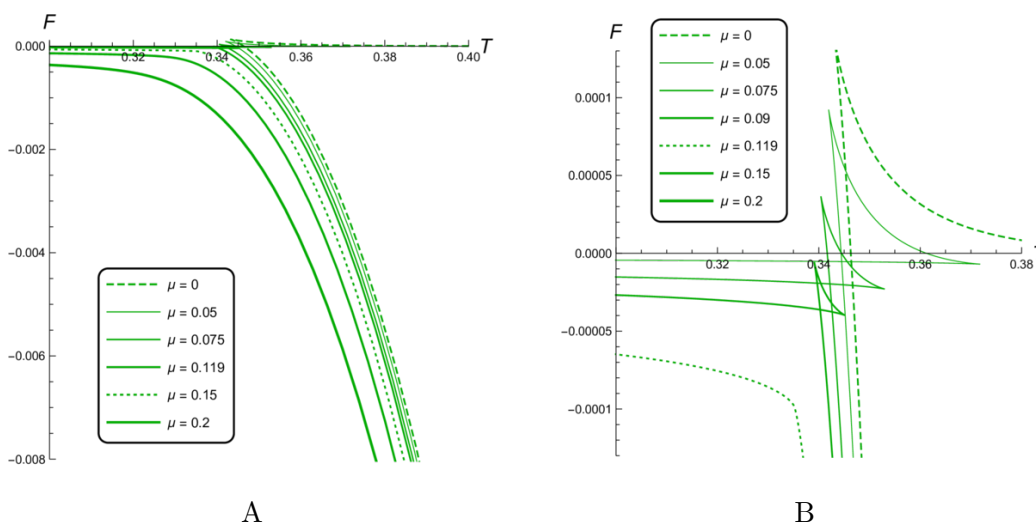 F
T
0.000
0.32
0.34
0.36
0.38
0.40
−0.002
−0.004
−0.006
−0.008
μ = 0
μ = 0.05
μ = 0.075
μ = 0.119
μ = 0.15
μ = 0.2
A
F
0.0001
0.00005
0.00000
0.32
0.34
0.36
0.38
−0.00005
−0.0001
μ = 0
μ = 0.05
μ = 0.075
μ = 0.09
μ = 0.119
μ = 0.15
μ = 0.2
B